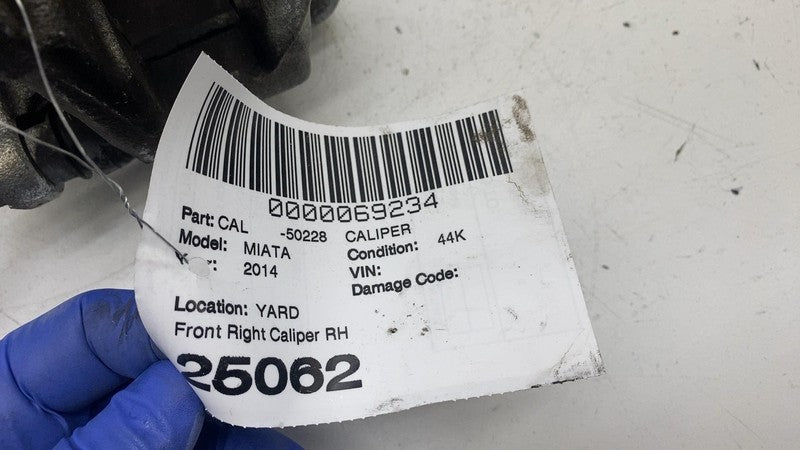 0000069234
Part: CAL -50228 CALIPER
Model: MIATA Condition: 44K
: 2014 VIN:
Damage Code:
Location: YARD
Front Right Caliper RH
25062